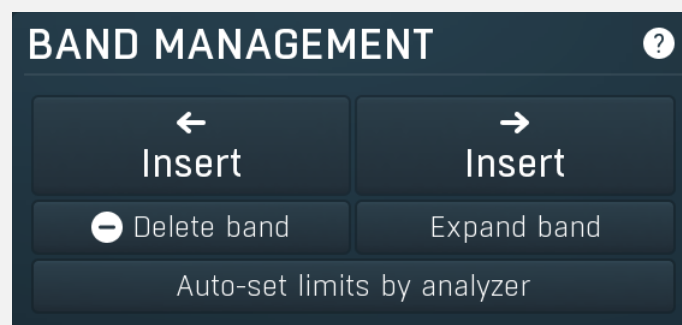 BAND MANAGEMENT ?
← →
Insert Insert
Delete band Expand band
Auto-set limits by analyzer